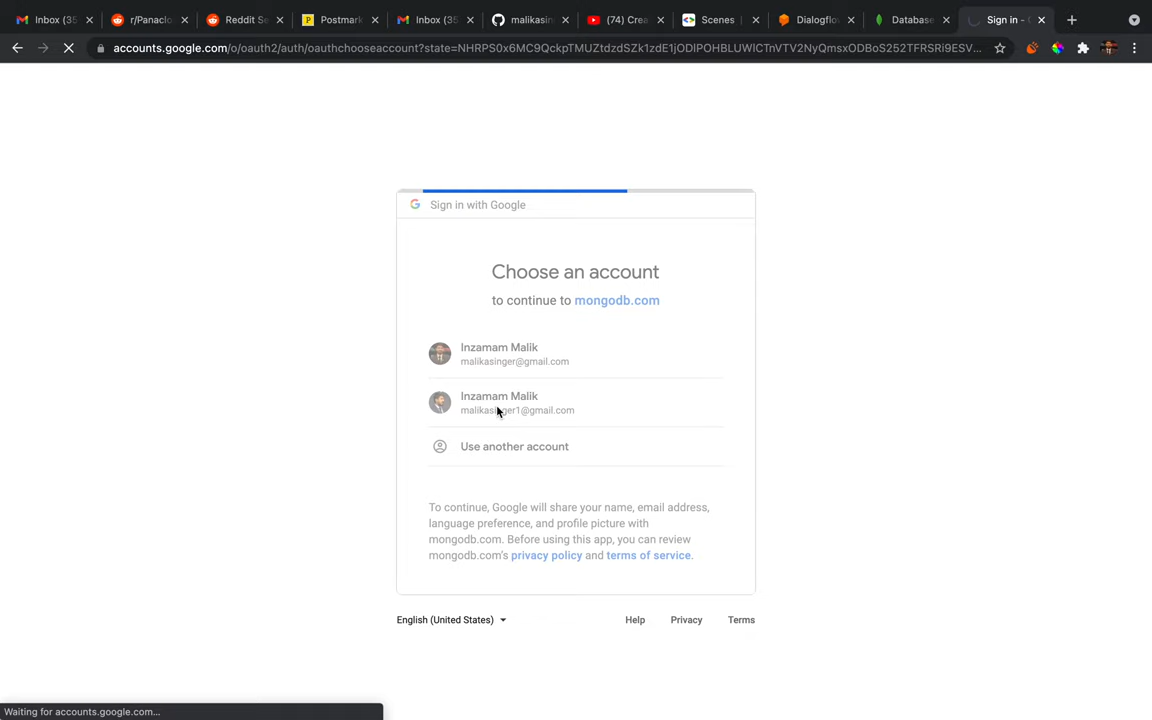 Inbox (35
r/Panaclo
Reddit Se
Postmark
Inbox (35
malikasin
(74) Crea
Scenes
Dialogflow
Database
Sign in - G
accounts.google.com/o/oauth2/auth/oauthchooseaccount?state=
Sign in with Google
Choose an account
to continue to mongodb.com
Inzamam Malik
malikasinger@gmail.com
Inzamam Malik
malikasinger1@gmail.com
Use another account
To continue, Google will share your name, email address,
language preference, and profile picture with
mongodb.com. Before using this app, you can review
mongodb.com's privacy policy and terms of service.
English (United States)
Help
Privacy
Terms
Waiting for accounts.google.com...